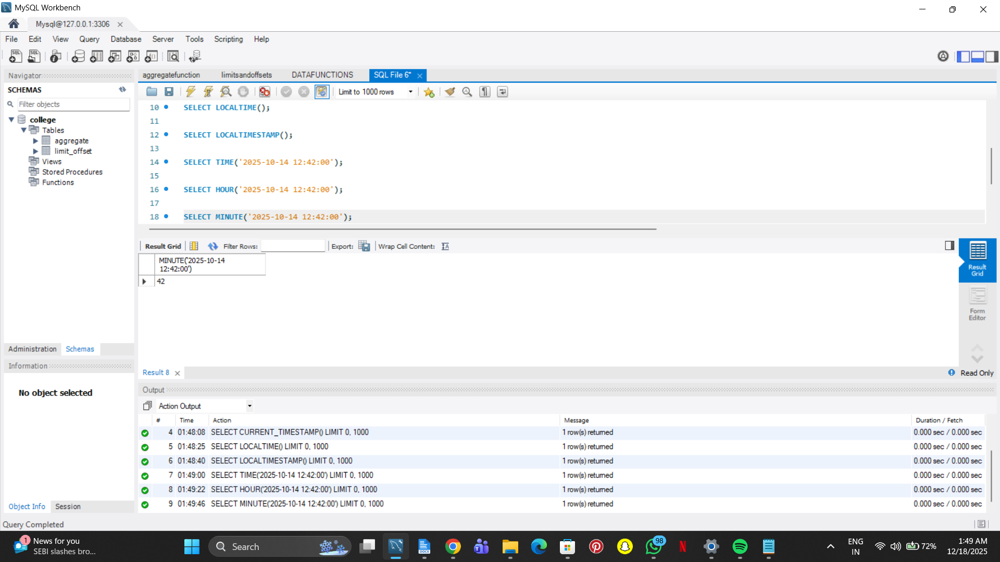 MySQL Workbench
Mysql@127.0.0.1:3306
File Edit View Query Database Server Tools Scripting Help
Navigator
SCHEMAS
Filter objects
college
Tables
aggregate
limit_offset
Views
Stored Procedures
Functions
Administration Schemas
Information
No object selected
Object Info Session
aggregatefunction limitsandoffsets DATAFUNCTIONS SQL File 6*
Limit to 1000 rows
10 SELECT LOCALTIME();
11
12 SELECT LOCALTIMESTAMP();
13
14 SELECT TIME('2025-10-14 12:42:00');
15
16 SELECT HOUR('2025-10-14 12:42:00');
17
18 SELECT MINUTE('2025-10-14 12:42:00');
Result Grid Filter Rows: Export: Wrap Cell Content:
MINUTE('2025-10-14
12:42:00')
42
Result
Grid
Form
Editor
Result 8
Read Only
Output
Action Output
# Time Action Message Duration / Fetch
4 01:48:08 SELECT CURRENT_TIMESTAMP() LIMIT 0, 1000 1 row(s) returned 0.000 sec / 0.000 sec
5 01:48:25 SELECT LOCALTIME() LIMIT 0, 1000 1 row(s) returned 0.000 sec / 0.000 sec
6 01:48:40 SELECT LOCALTIMESTAMP() LIMIT 0, 1000 1 row(s) returned 0.000 sec / 0.000 sec
7 01:49:00 SELECT TIME('2025-10-14 12:42:00') LIMIT 0, 1000 1 row(s) returned 0.000 sec / 0.000 sec
8 01:49:22 SELECT HOUR('2025-10-14 12:42:00') LIMIT 0, 1000 1 row(s) returned 0.000 sec / 0.000 sec
9 01:49:46 SELECT MINUTE('2025-10-14 12:42:00') LIMIT 0, 1000 1 row(s) returned 0.000 sec / 0.000 sec
Query Completed
1
News for you
SEBI slashes bro...
Search
DOCX
98
ENG
IN
72%
1:49 AM
12/18/2025